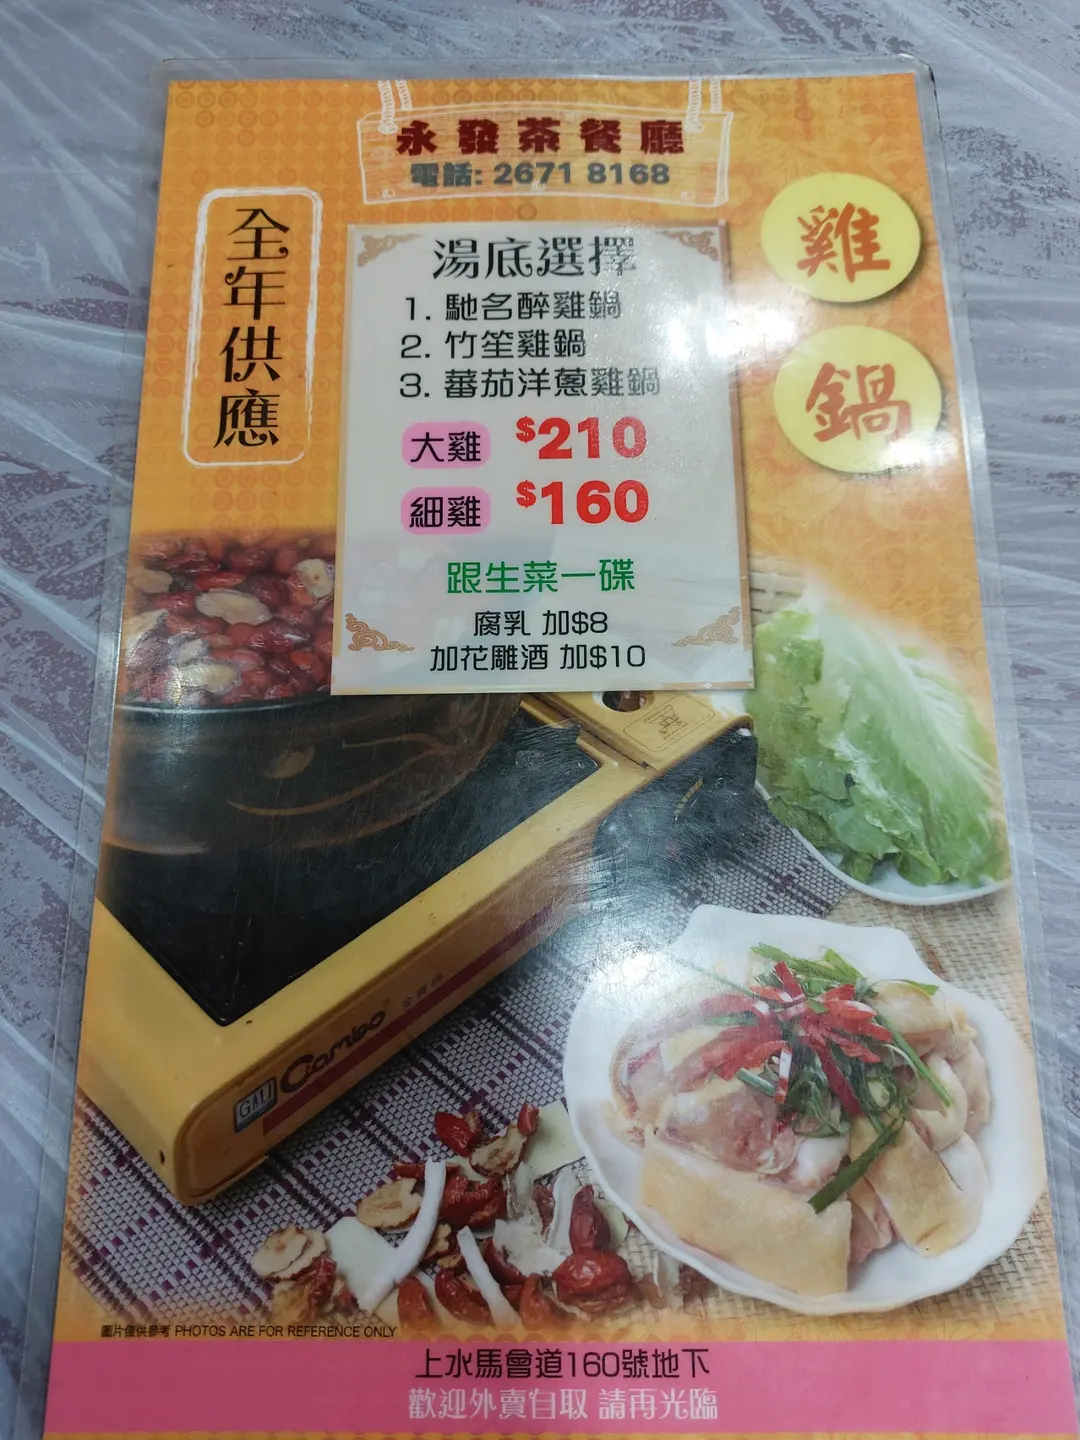 永發茶餐廳
電話: 2671 8168
全年供應
雞鍋
湯底選擇
1. 馳名醉雞鍋
2. 竹笙雞鍋
3. 蕃茄洋蔥雞鍋
大雞 $210
細雞 $160
跟生菜一碟
腐乳 加$8
加花雕酒 加$10
GALI Combo
圖片僅供參考 PHOTOS ARE FOR REFERENCE ONLY
上水馬會道160號地下
歡迎外賣自取 請再光臨